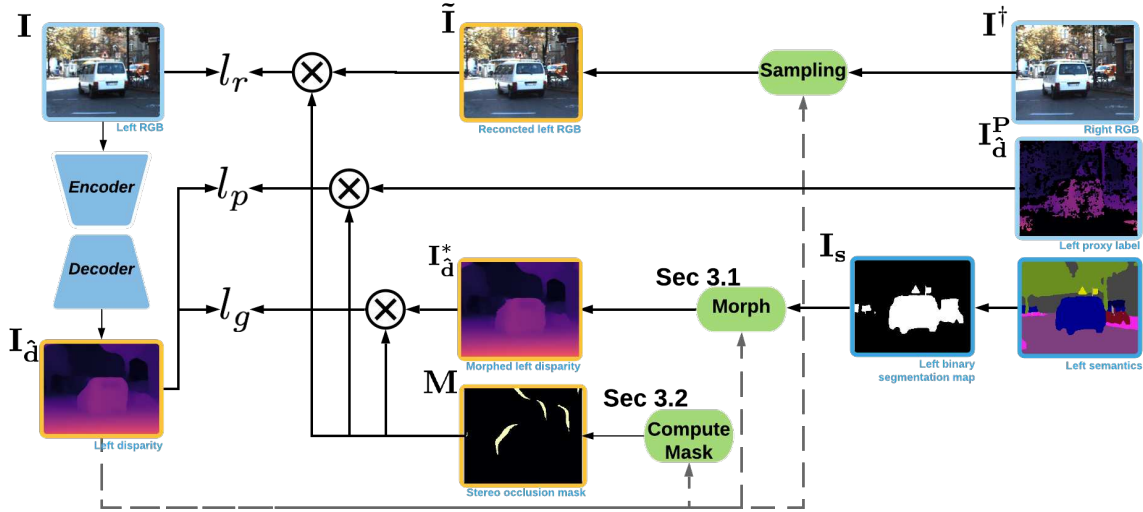 I
Ĩ
I†
Left RGB
l_r
Reconcted left RGB
Sampling
Right RGB
I^P_d̂
Encoder
l_p
Left proxy label
Decoder
I*_d̂
Sec 3.1
I_s
l_g
Morph
I_d̂
Morphed left disparity
Left binary
segmentation map
Left semantics
M
Sec 3.2
Compute
Mask
Left disparity
Stereo occlusion mask